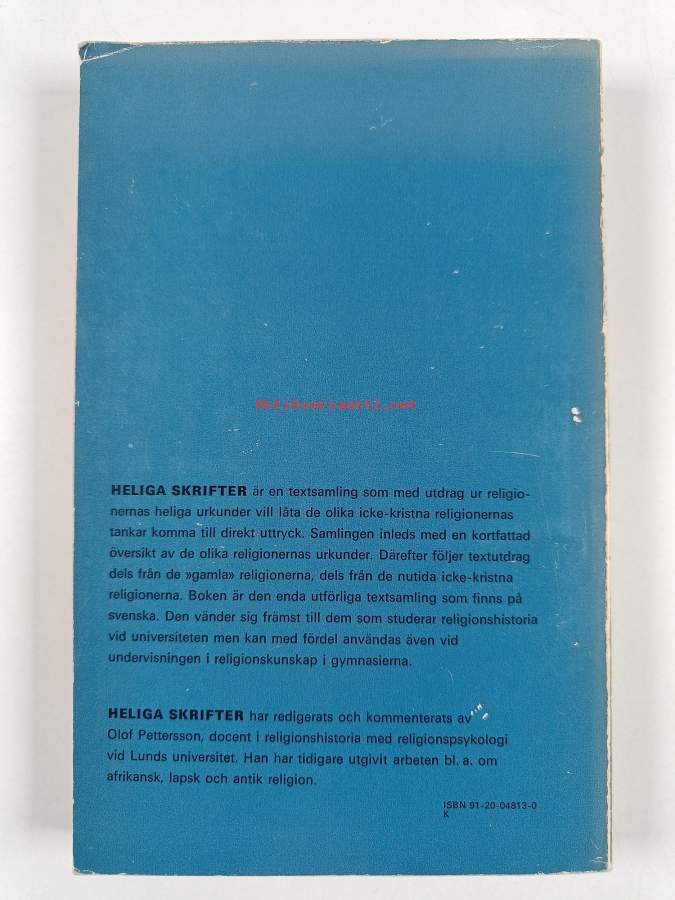 Antikvariaatti.net
HELIGA SKRIFTER är en textsamling som med utdrag ur religio-
nernas heliga urkunder vill låta de olika icke-kristna religionernas
tankar komma till direkt uttryck. Samlingen inleds med en kortfattad
översikt av de olika religionernas urkunder. Därefter följer textutdrag
dels från de »gamla» religionerna, dels från de nutida icke-kristna
religionerna. Boken är den enda utförliga textsamling som finns på
svenska. Den vänder sig främst till dem som studerar religionshistoria
vid universiteten men kan med fördel användas även vid
undervisningen i religionskunskap i gymnasierna.
HELIGA SKRIFTER har redigerats och kommenterats av
Olof Pettersson, docent i religionshistoria med religionspsykologi
vid Lunds universitet. Han har tidigare utgivit arbeten bl. a. om
afrikansk, lapsk och antik religion.
ISBN 91-20-04813-0
K